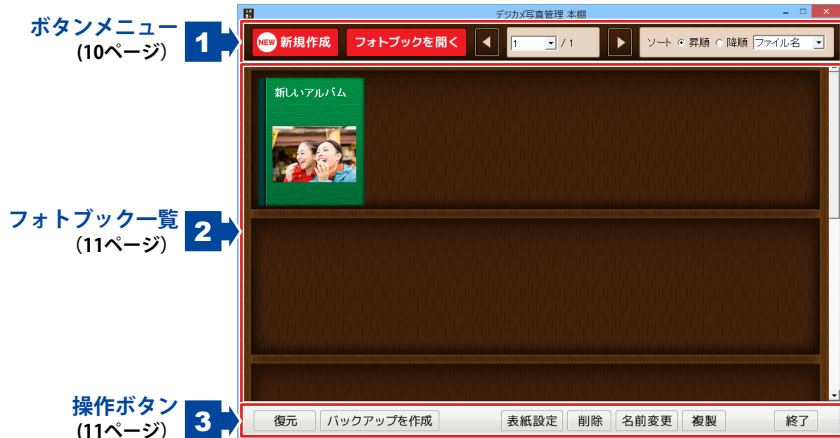 デジカメ写真管理 本棚
ボタンメニュー
(10ページ)
1
NEW 新規作成 フォトブックを開く 1 / 1 ソート 昇順 降順 ファイル名
新しいアルバム
フォトブック一覧
(11ページ)
2
操作ボタン
(11ページ)
3
復元 バックアップを作成 表紙設定 削除 名前変更 複製 終了